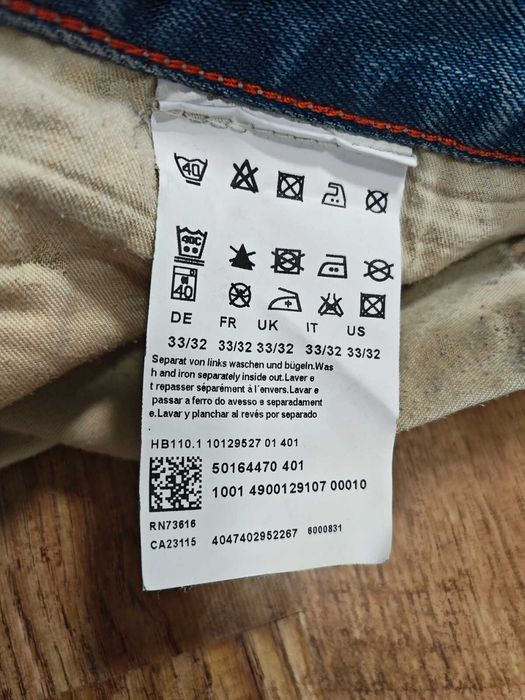 40
40C
40
DE FR UK IT US
33/32 33/32 33/32 33/32 33/32
Separat von links waschen und bügeln.Was
h and iron separately inside out.Laver e
t repasser séparément à l'envers.Lavar e
passar a ferro do avesso e separadament
e.Lavar y planchar al revés por separado
.
HB110.1 10129527 01 401
50164470 401
1001 4900129107 00010
RN73616
CA23115 4047402952267 6000831